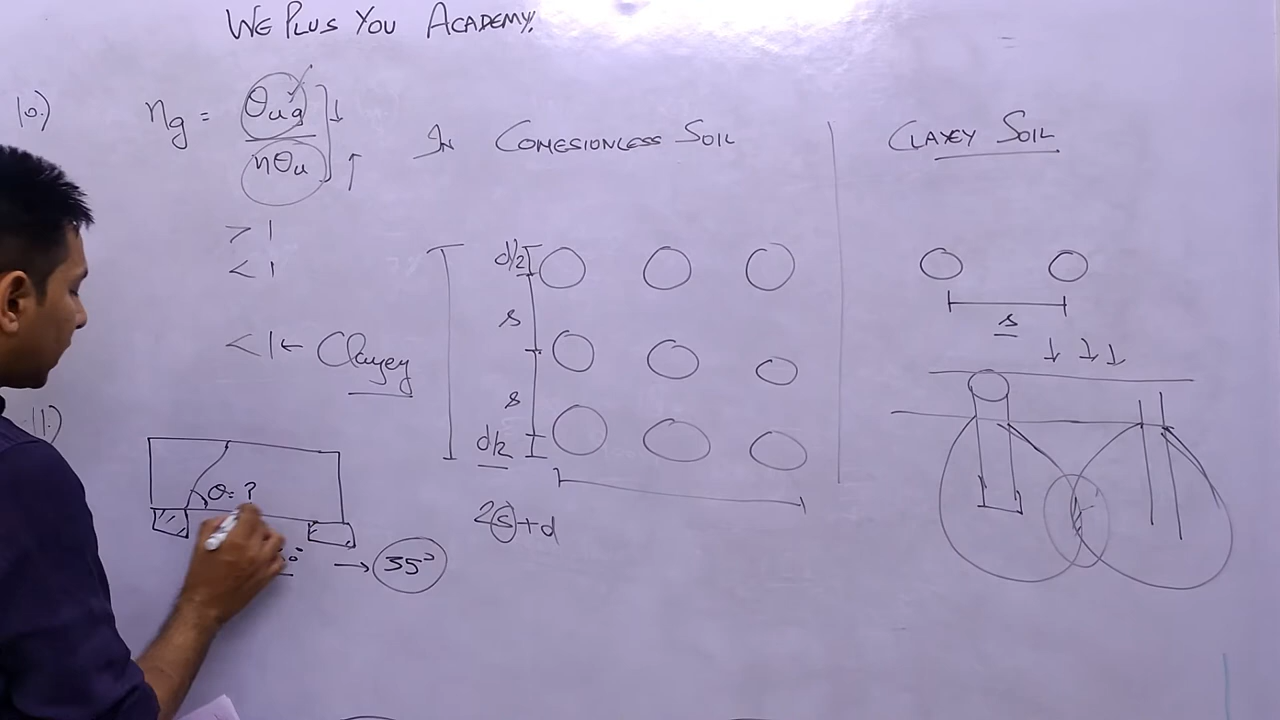 WE PLUS YOU ACADEMY.
10.)
ηg = Qug / nQu
> 1
< 1
< 1 ← Clayey
IN COHESIONLESS SOIL
d/2
s
s
d/2
2s + d
CLAYEY SOIL
s
11.)
θ = ?
→ 35°